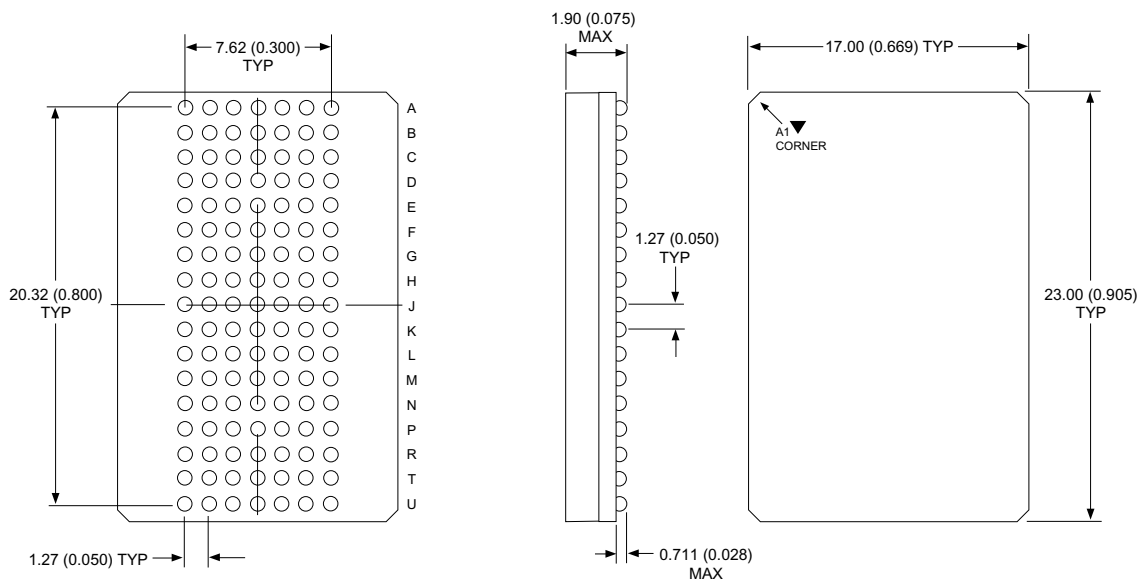 7.62 (0.300)
TYP
A
B
C
D
E
F
G
H
J
K
L
M
N
P
R
T
U
20.32 (0.800)
TYP
1.27 (0.050) TYP
1.90 (0.075)
MAX
1.27 (0.050)
TYP
0.711 (0.028)
MAX
17.00 (0.669) TYP
A1
CORNER
23.00 (0.905)
TYP